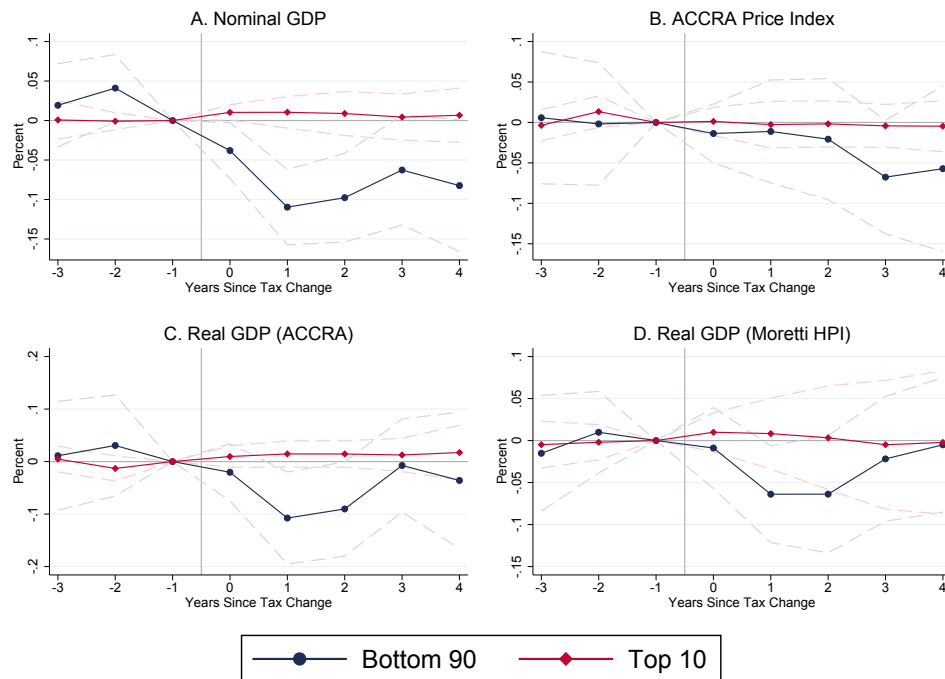 A. Nominal GDP
Percent
.1
.05
0
-.05
-.1
-.15
-3 -2 -1 0 1 2 3 4
Years Since Tax Change
B. ACCRA Price Index
Percent
.1
.05
0
-.05
-.1
-.15
-3 -2 -1 0 1 2 3 4
Years Since Tax Change
C. Real GDP (ACCRA)
Percent
.2
.1
0
-.1
-.2
-3 -2 -1 0 1 2 3 4
Years Since Tax Change
D. Real GDP (Moretti HPI)
Percent
.1
.05
0
-.05
-.1
-.15
-3 -2 -1 0 1 2 3 4
Years Since Tax Change
Bottom 90 Top 10